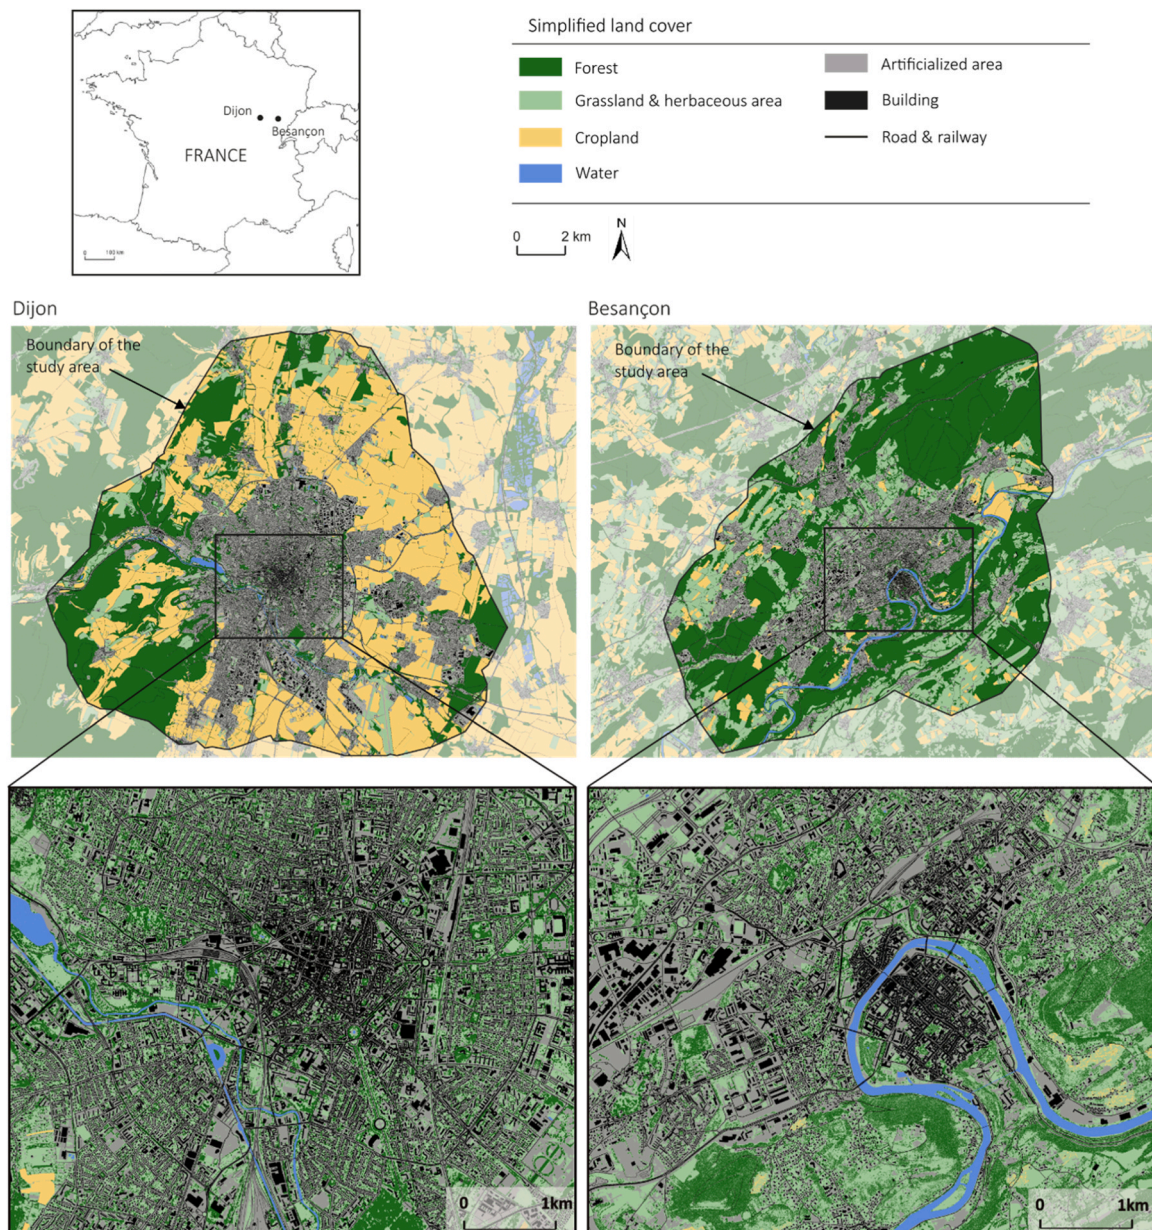 Simplified land cover
Forest
Grassland & herbaceous area
Cropland
Water
Artificialized area
Building
Road & railway
0 2 km
N
Dijon
Besançon
FRANCE
0
Dijon
Boundary of the
study area
Besançon
Boundary of the
study area
0 1km
0 1km